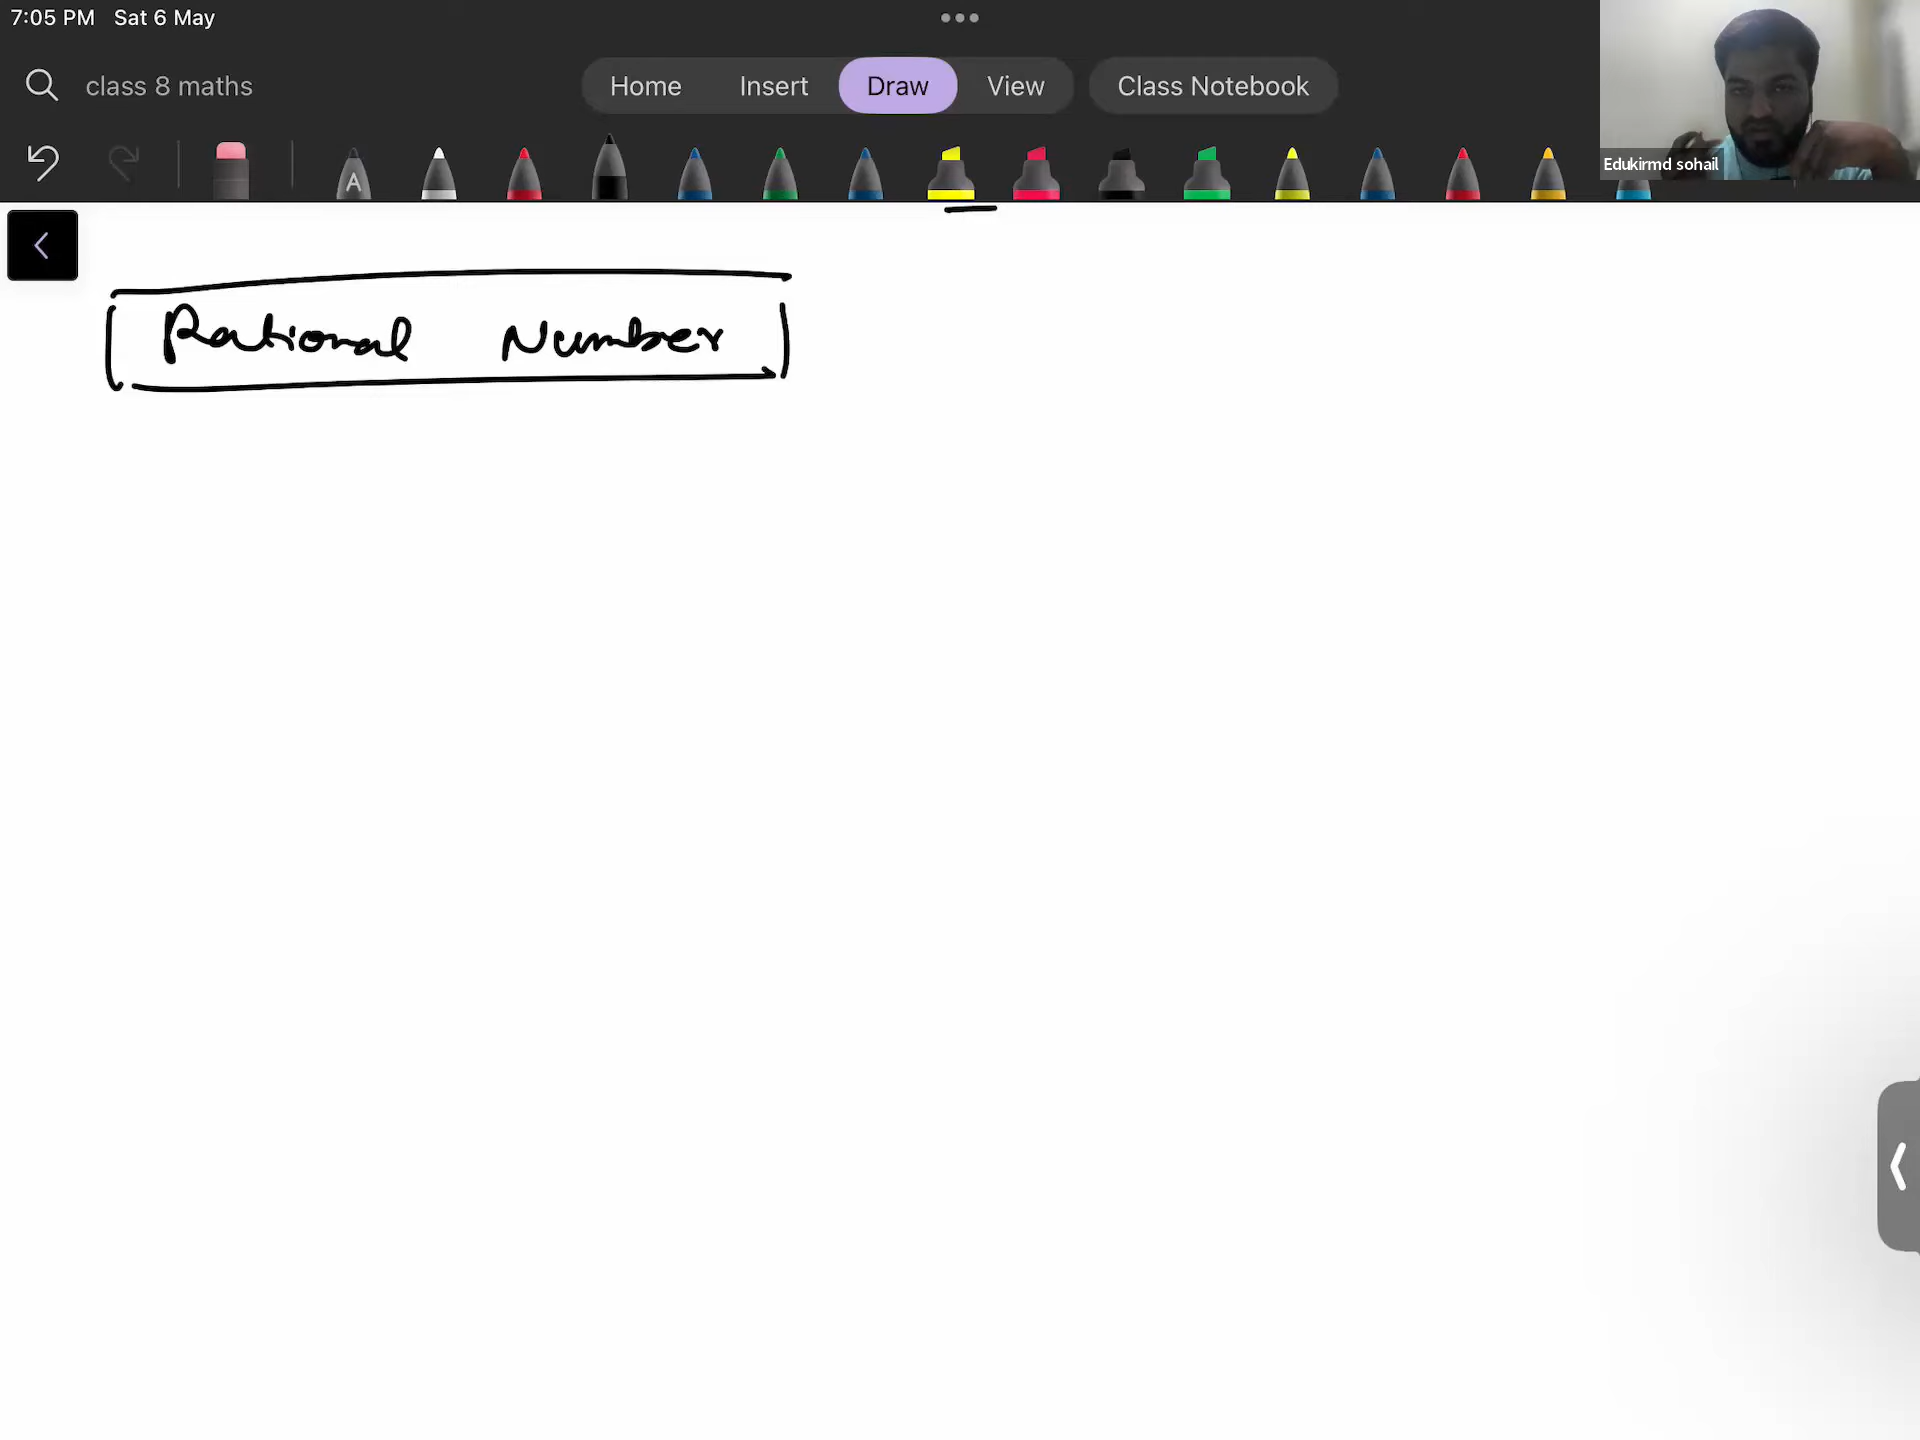 7:05 PM Sat 6 May
class 8 maths
Home Insert Draw View Class Notebook
A
Edukirmd sohail
Rational Number